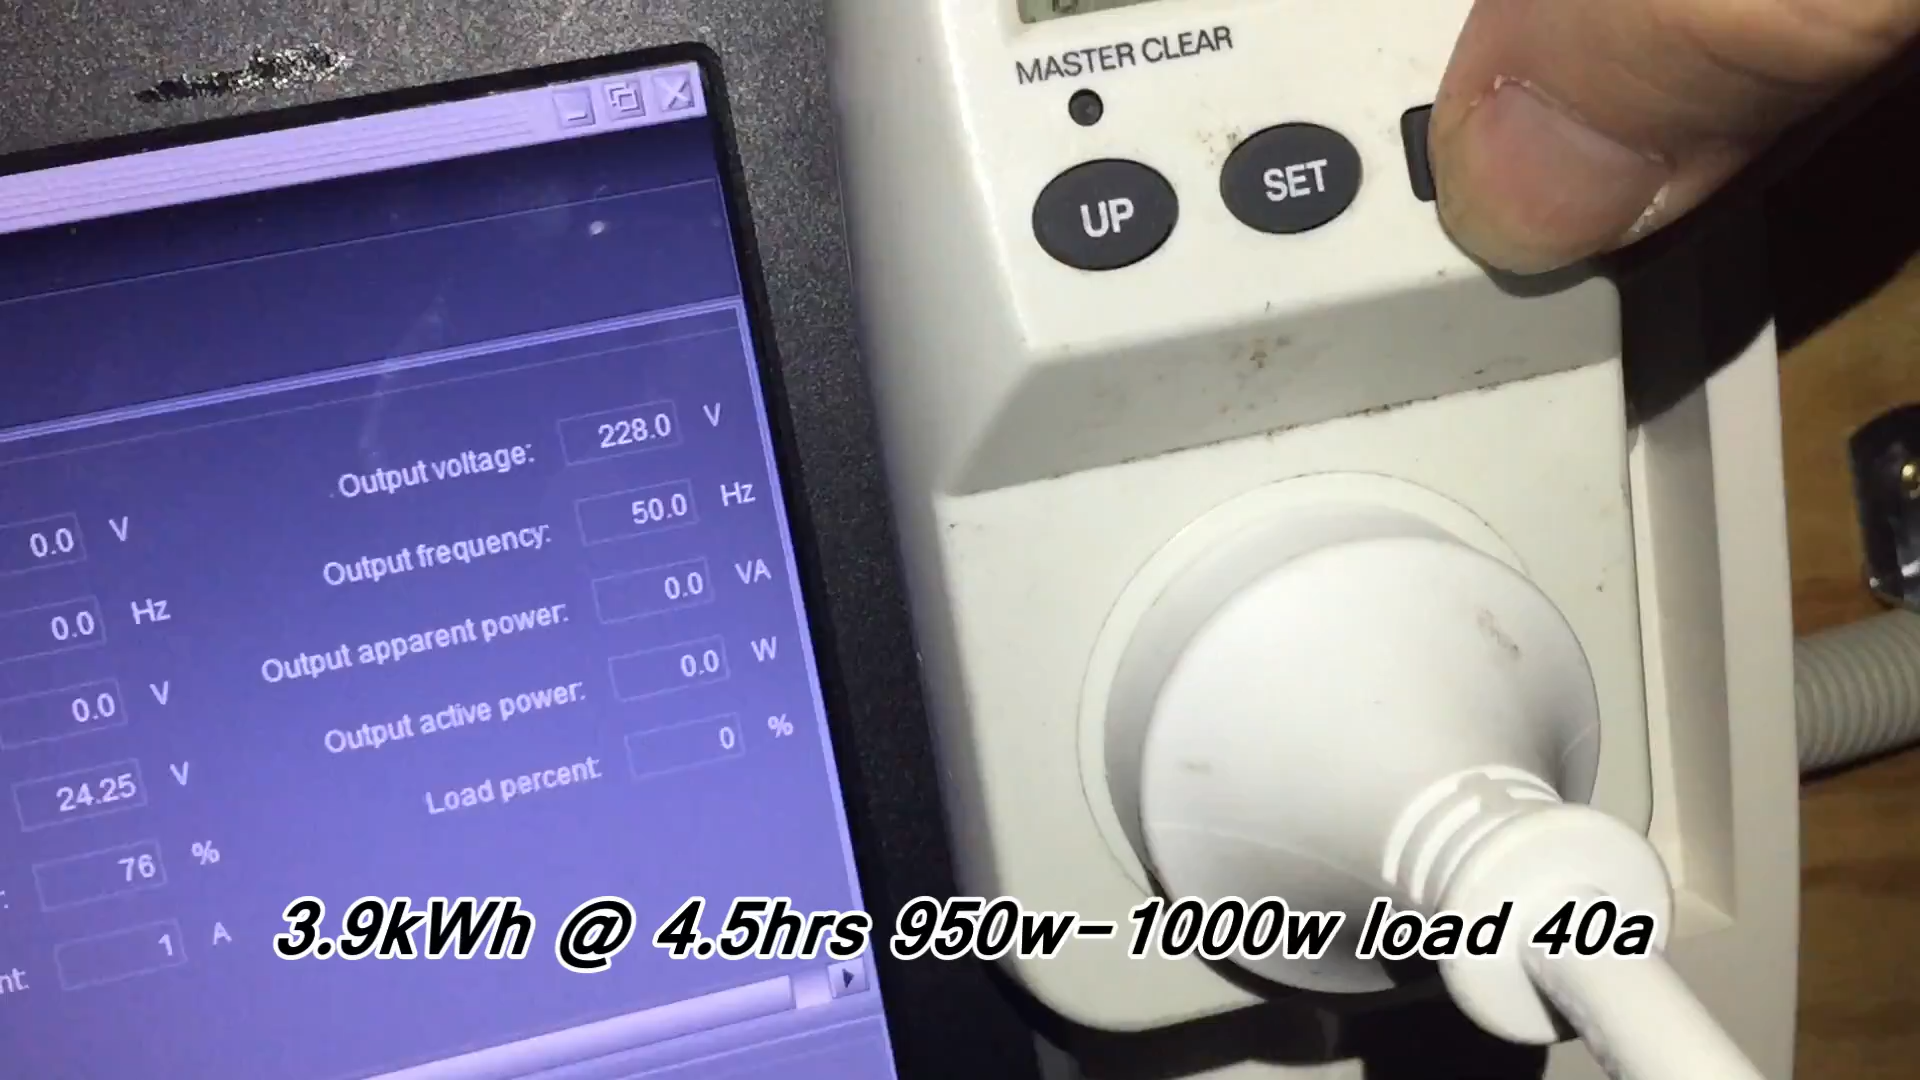 MASTER CLEAR
UP
SET
Output voltage: 228.0 V
0.0 V
Output frequency: 50.0 Hz
0.0 Hz
Output apparent power: 0.0 VA
0.0 V
Output active power: 0.0 W
24.25 V
Load percent: 0 %
: 76 %
nt: 1 A
3.9kWh @ 4.5hrs 950w-1000w load 40a